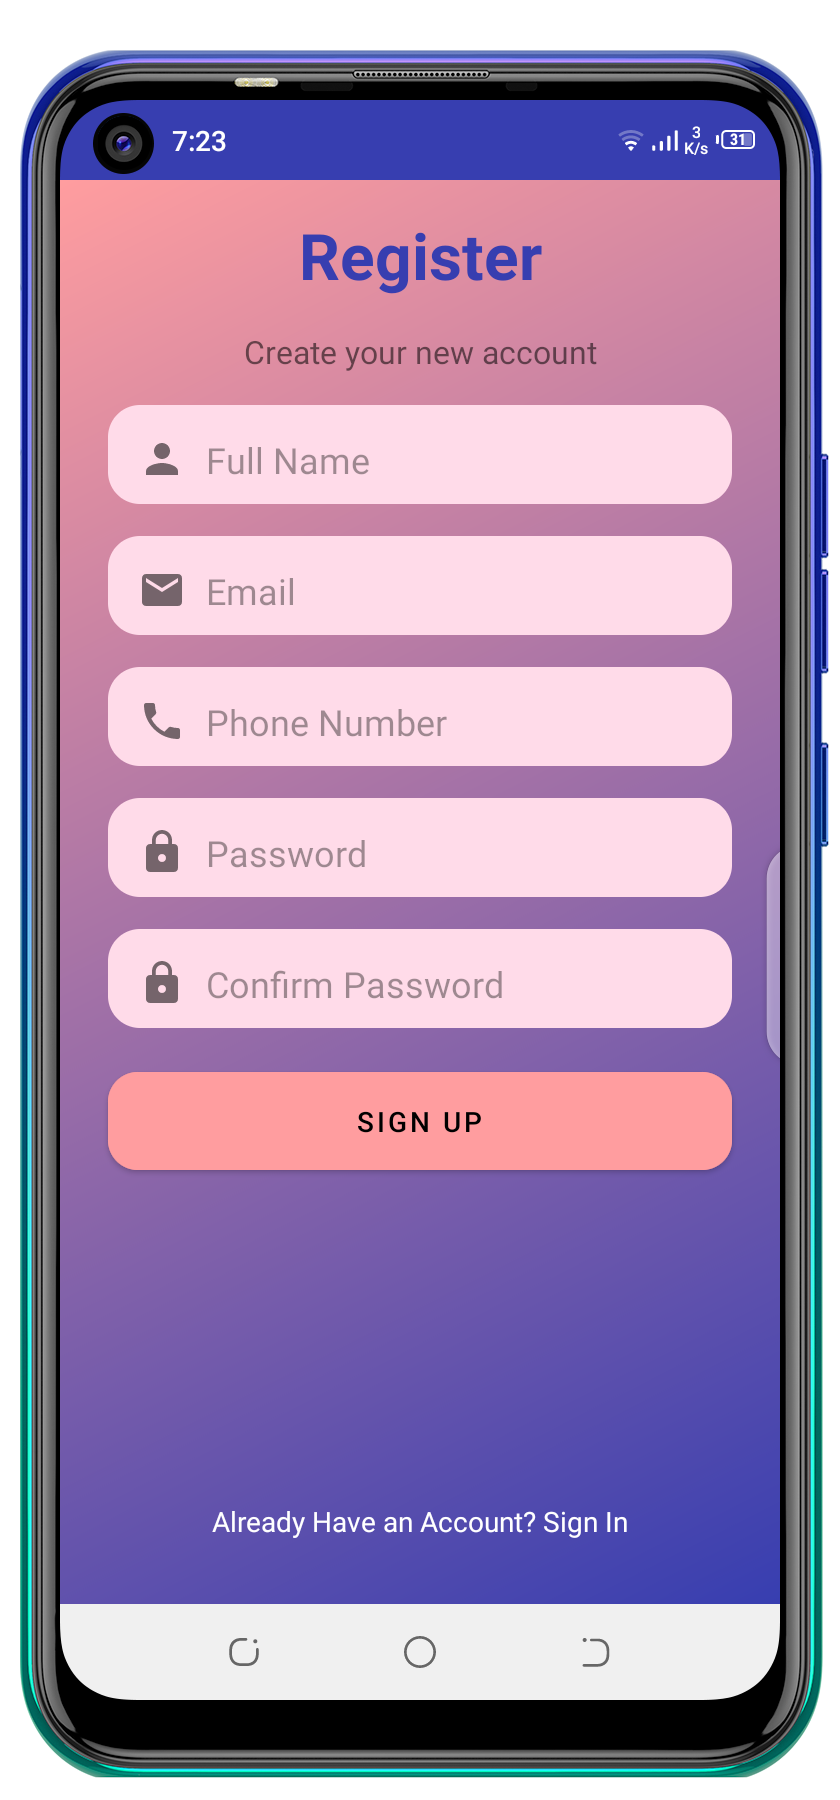 7:23
3
K/s
31
Register
Create your new account
Full Name
Email
Phone Number
Password
Confirm Password
SIGN UP
Already Have an Account? Sign In